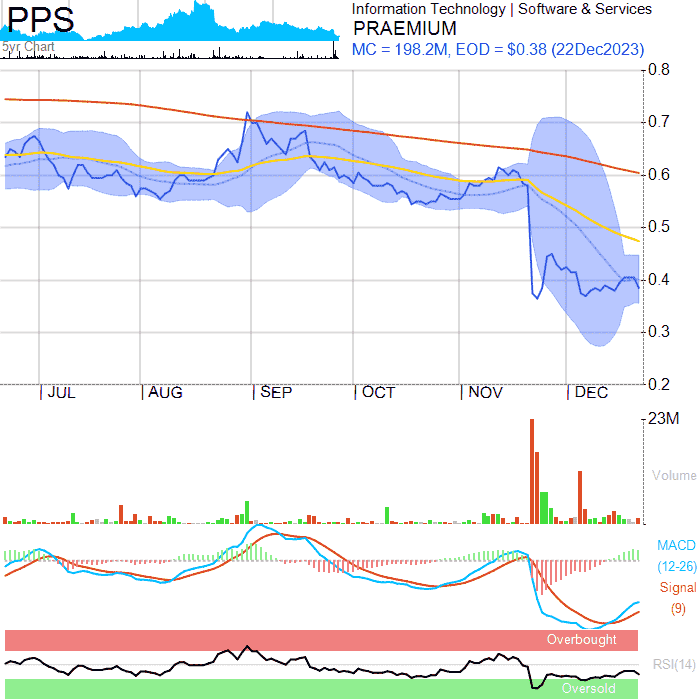 PPS
5yr Chart
Information Technology | Software & Services
PRAEMIUM
MC = 198.2M, EOD = $0.38 (22Dec2023)
0.8
0.7
0.6
0.5
0.4
0.3
0.2
JUL AUG SEP OCT NOV DEC
23M
Volume
MACD
(12-26)
Signal
(9)
Overbought
RSI(14)
Oversold